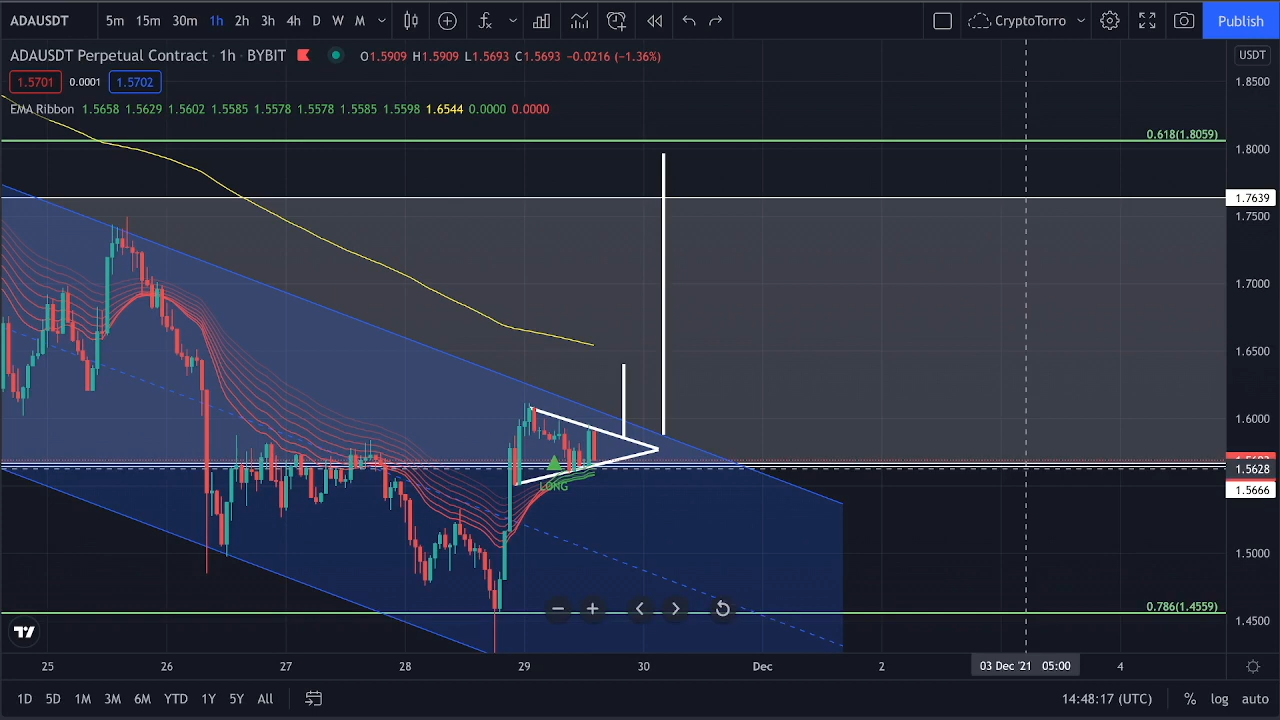 ADAUSDT 5m 15m 30m 1h 2h 3h 4h D W M CryptoTorro Publish
ADAUSDT Perpetual Contract · 1h · BYBIT O1.5909 H1.5909 L1.5693 C1.5693 −0.0216 (−1.36%) USDT
1.5701 0.0001 1.5702
EMA Ribbon 1.5658 1.5629 1.5602 1.5585 1.5578 1.5578 1.5585 1.5598 1.6544 0.0000 0.0000
1.8500
0.618(1.8059)
1.8000
1.7639
1.7500
1.7000
1.6500
1.6000
1.5628
LONG
1.5666
1.5000
0.786(1.4559)
1.4500
25 26 27 28 29 30 Dec 2 03 Dec '21 05:00 4
1D 5D 1M 3M 6M YTD 1Y 5Y All 14:48:17 (UTC) % log auto